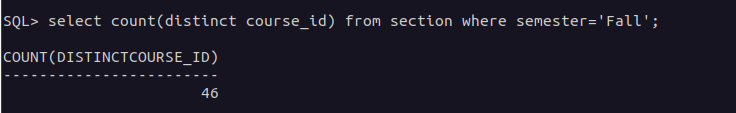 SQL> select count(distinct course_id) from section where semester='Fall';
COUNT(DISTINCTCOURSE_ID)
------------------------
46